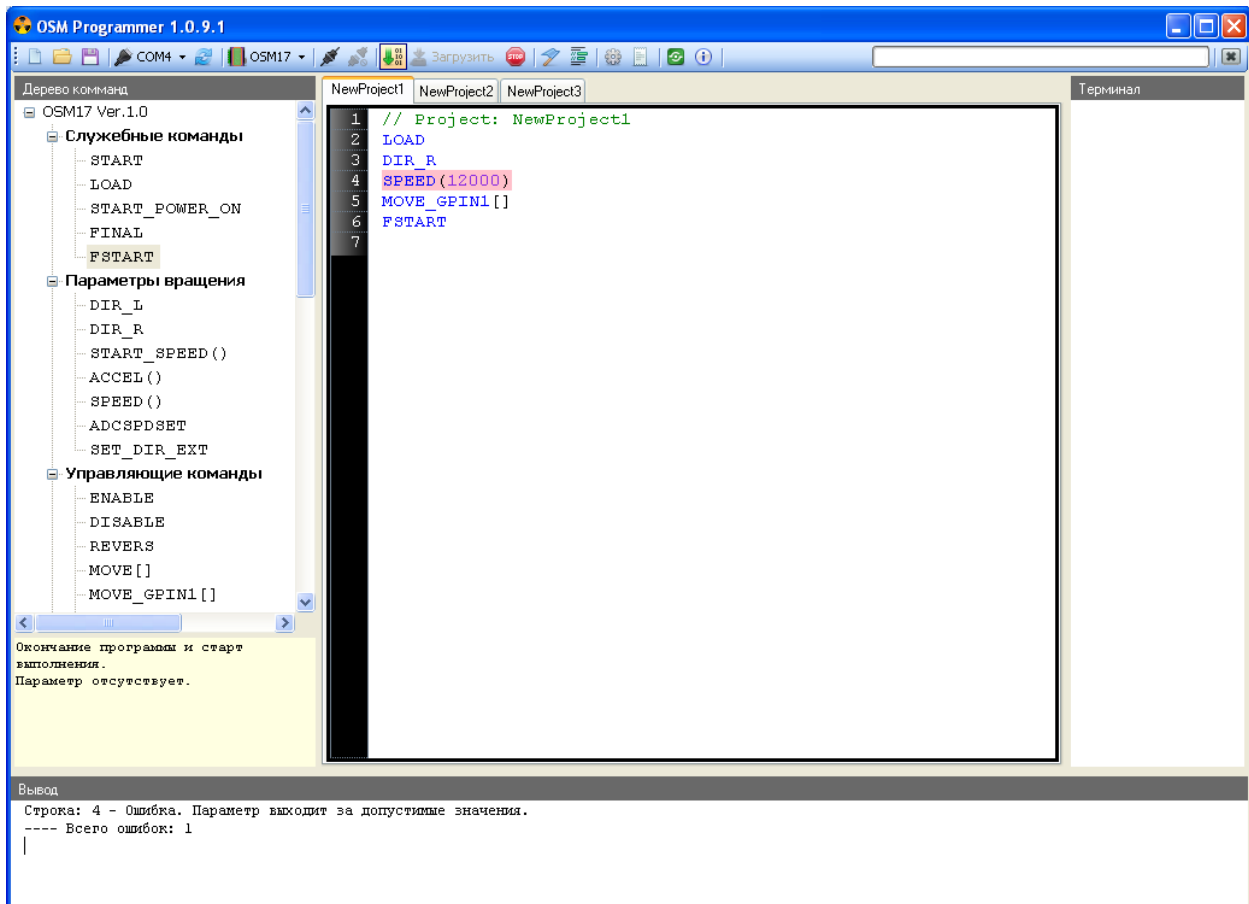 OSM Programmer 1.0.9.1
COM4 OSM17 Загрузить STOP
Дерево комманд
OSM17 Ver.1.0
Служебные команды
START
LOAD
START_POWER_ON
FINAL
FSTART
Параметры вращения
DIR_L
DIR_R
START_SPEED()
ACCEL()
SPEED()
ADCSPDSET
SET_DIR_EXT
Управляющие команды
ENABLE
DISABLE
REVERS
MOVE[]
MOVE_GPIN1[]
Окончание программы и старт
выполнения.
Параметр отсутствует.
NewProject1 NewProject2 NewProject3
1 // Project: NewProject1
2 LOAD
3 DIR_R
4 SPEED(12000)
5 MOVE_GPIN1[]
6 FSTART
7
Терминал
Вывод
Строка: 4 - Ошибка. Параметр выходит за допустимые значения.
---- Всего ошибок: 1